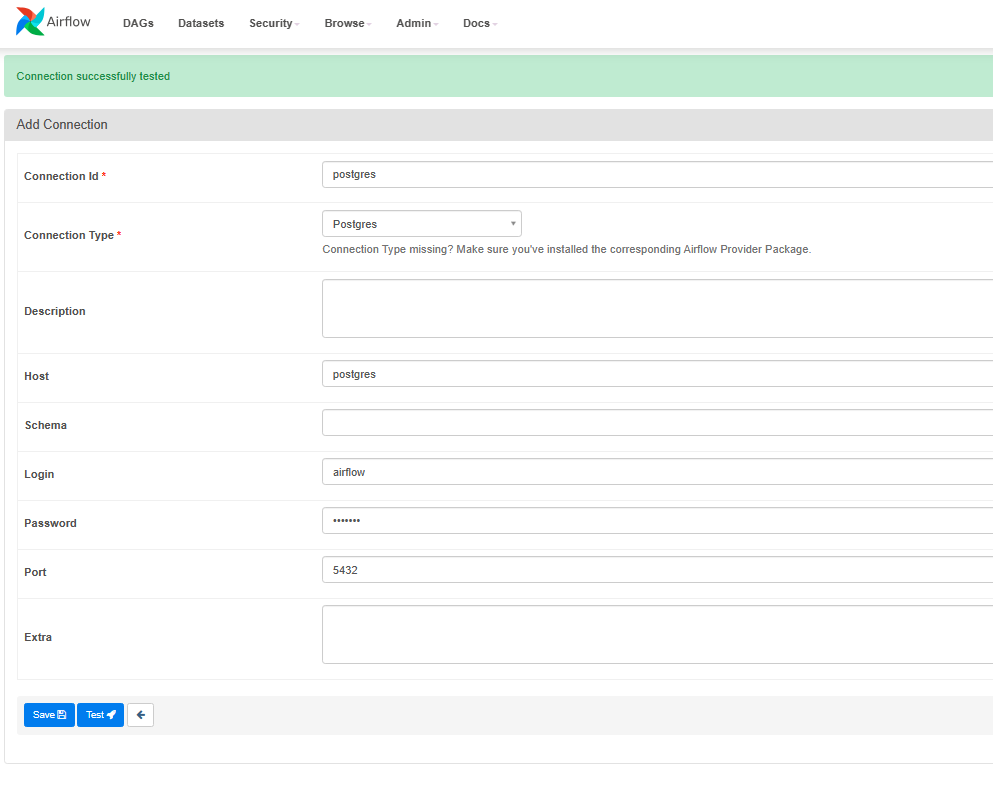 Airflow DAGs Datasets Security Browse Admin Docs
Connection successfully tested
Add Connection
Connection Id * postgres
Connection Type * Postgres
Connection Type missing? Make sure you've installed the corresponding Airflow Provider Package.
Description
Host postgres
Schema
Login airflow
Password •••••••
Port 5432
Extra
Save Test